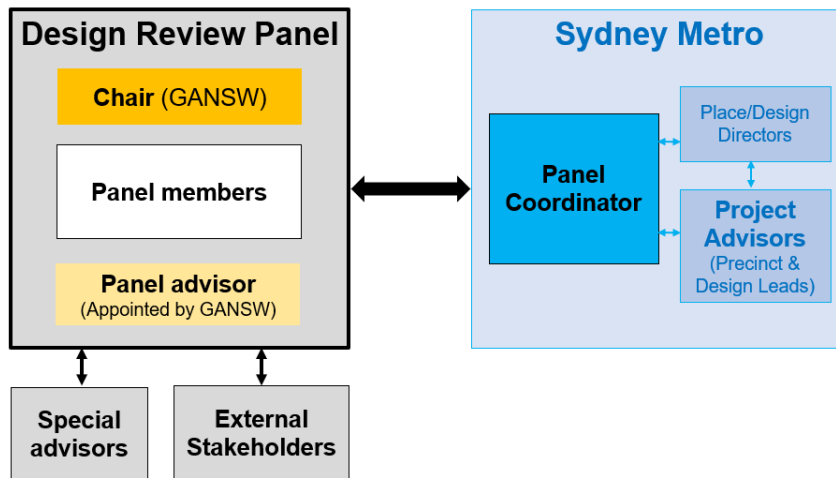 Design Review Panel
Chair (GANSW)
Panel members
Panel advisor
(Appointed by GANSW)
Special
advisors
External
Stakeholders
Sydney Metro
Panel
Coordinator
Place/Design
Directors
Project
Advisors
(Precinct &
Design Leads)